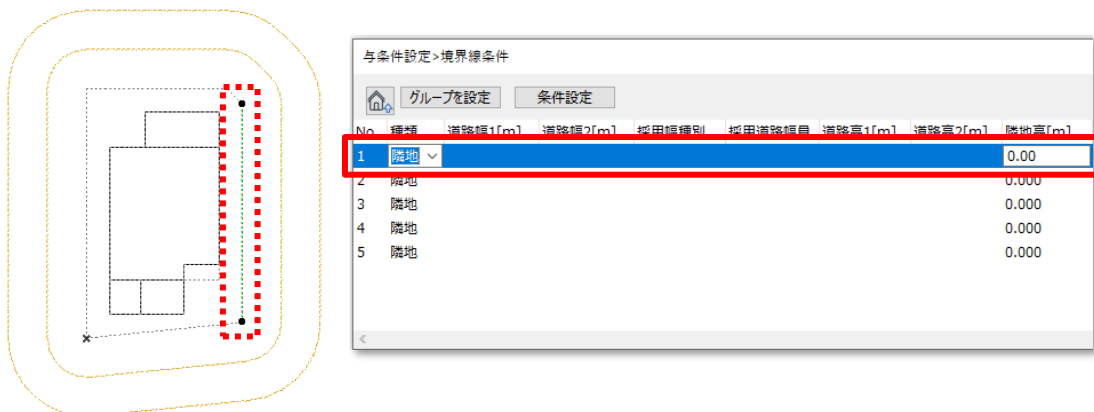 与条件設定>境界線条件
グループを設定 条件設定
No 種類 道路幅1[m] 道路幅2[m] 採用幅種別 採用道路幅員 道路高1[m] 道路高2[m] 隣地高[m]
1 隣地 0.00
2 隣地 0.000
3 隣地 0.000
4 隣地 0.000
5 隣地 0.000